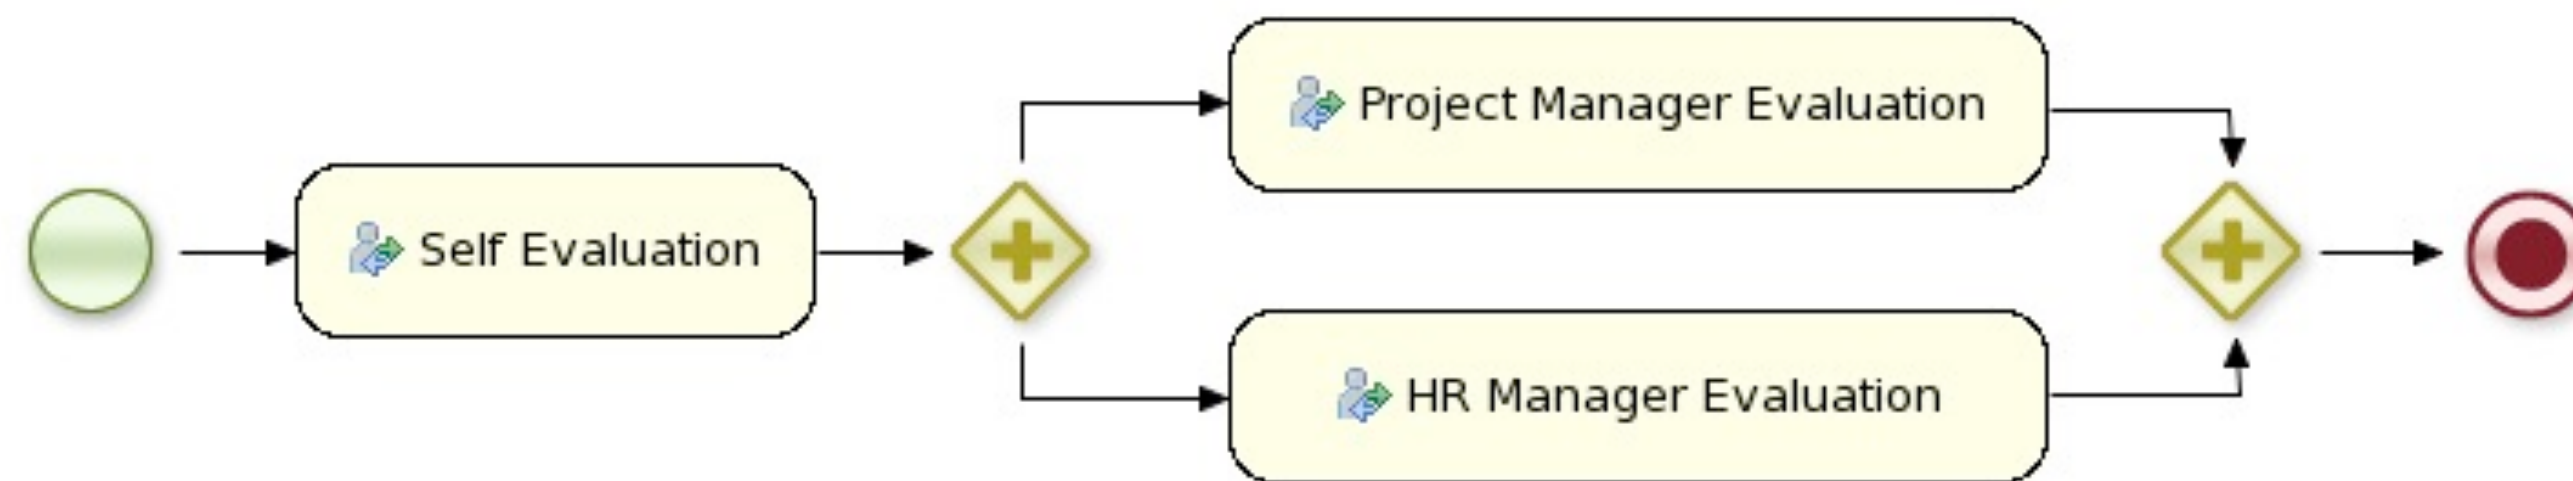 Self Evaluation
Project Manager Evaluation
HR Manager Evaluation